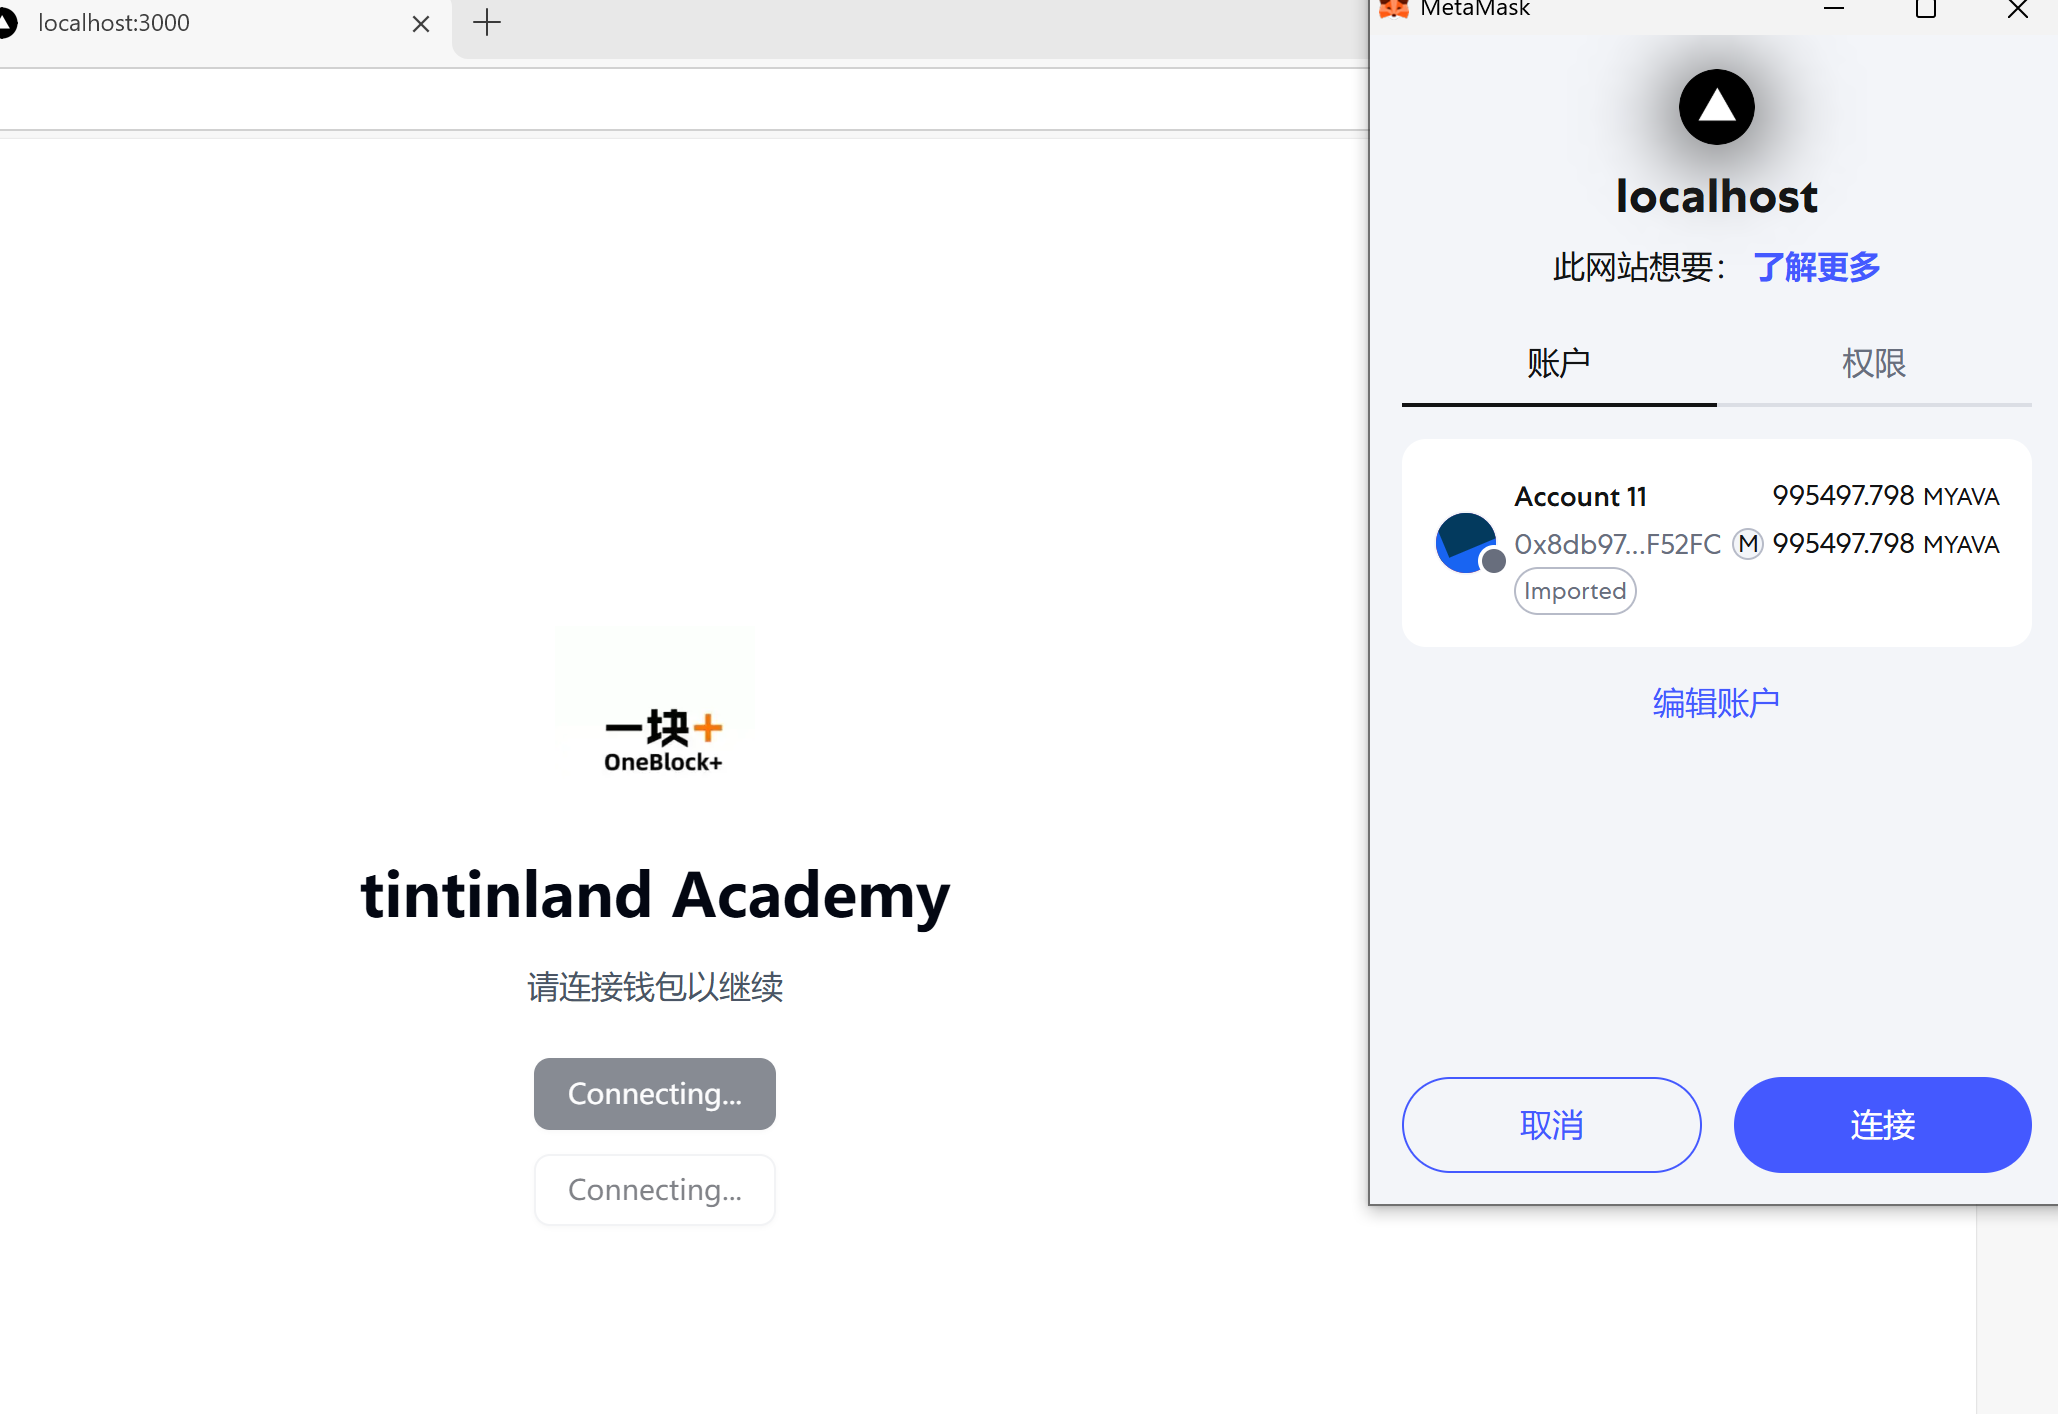 localhost:3000
一块+
OneBlock+
tintinland Academy
请连接钱包以继续
Connecting...
Connecting...
MetaMask
localhost
此网站想要： 了解更多
账户 权限
Account 11 995497.798 MYAVA
0x8db97...F52FC M 995497.798 MYAVA
Imported
编辑账户
取消 连接